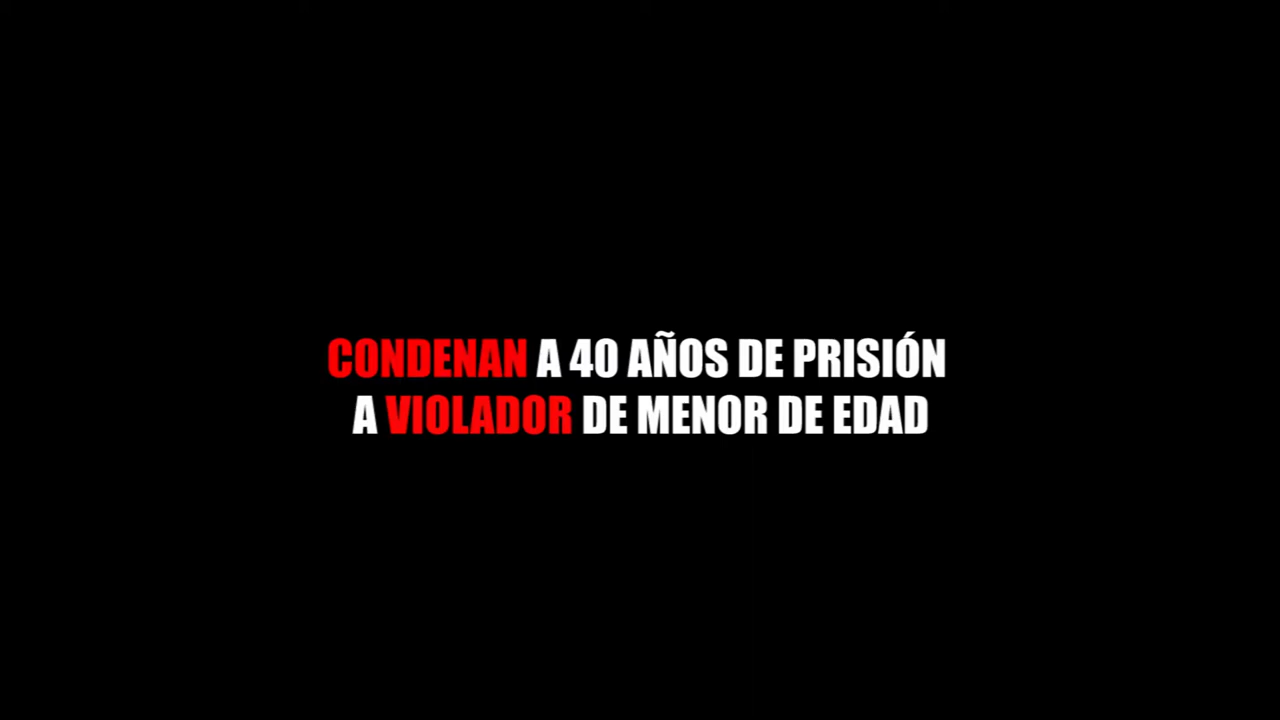 CONDENAN A 40 AÑOS DE PRISIÓN
A VIOLADOR DE MENOR DE EDAD